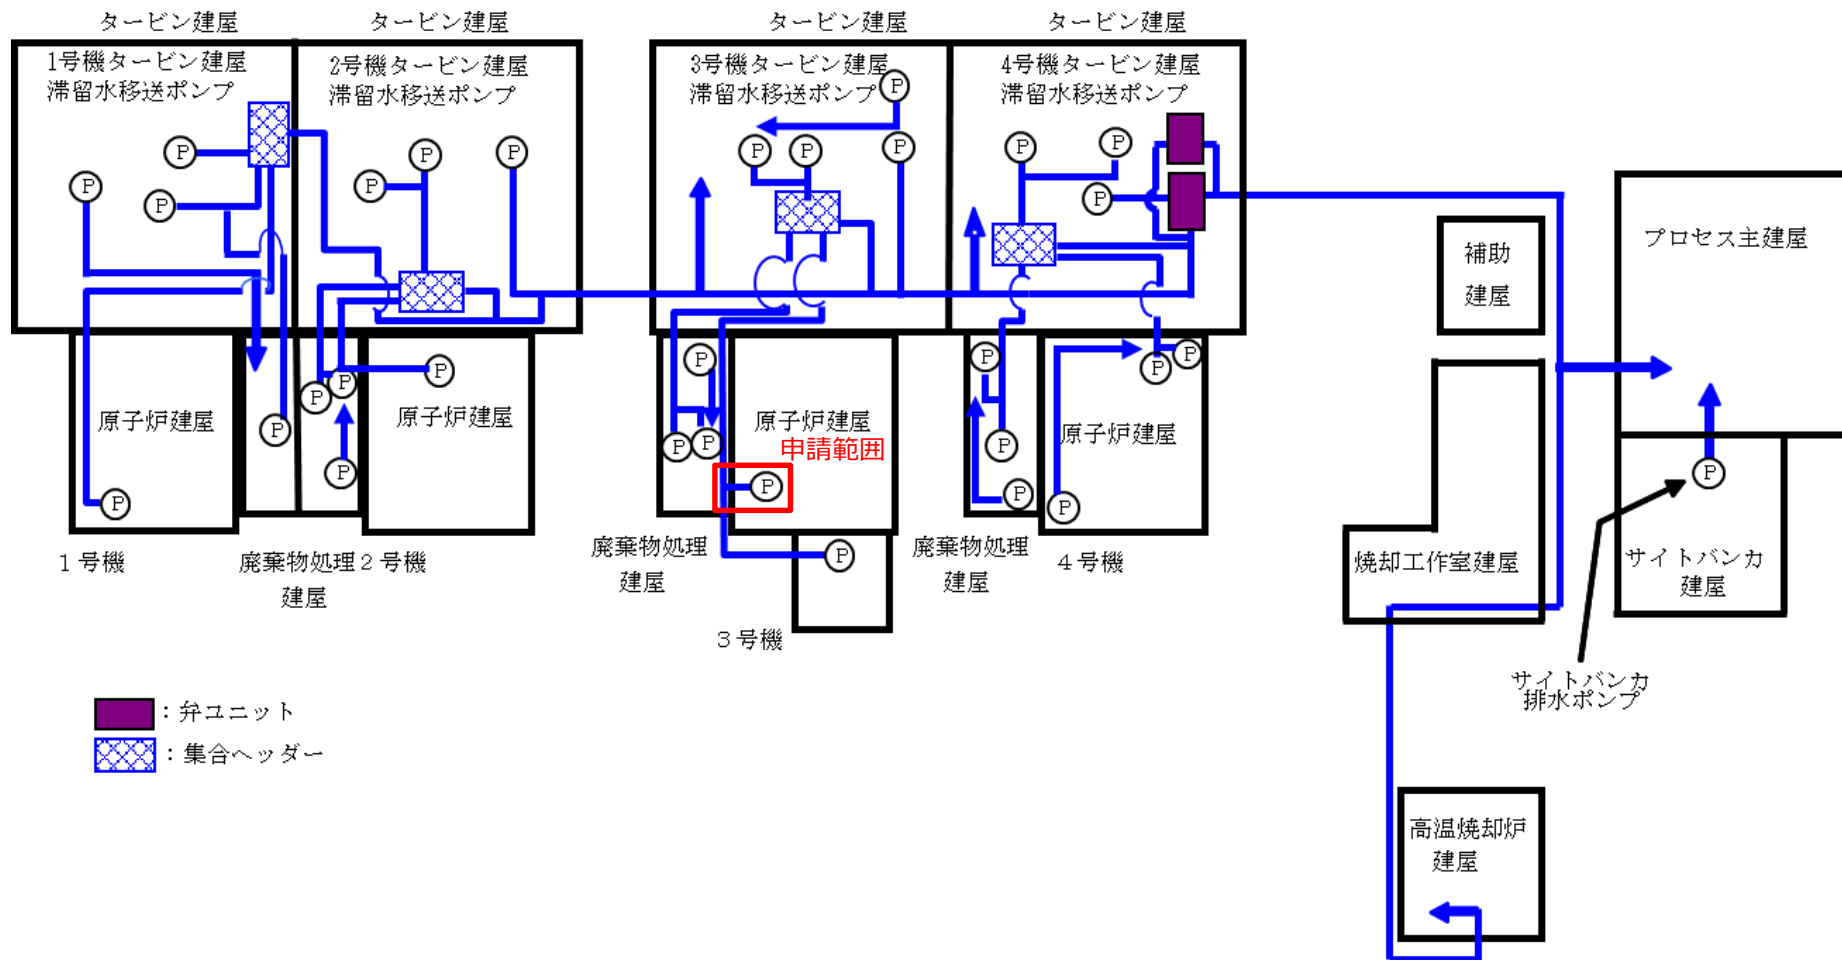 タービン建屋
タービン建屋
タービン建屋
タービン建屋
1号機タービン建屋
滞留水移送ポンプ
2号機タービン建屋
滞留水移送ポンプ
3号機タービン建屋
滞留水移送ポンプ
4号機タービン建屋
滞留水移送ポンプ
P
P
P
P
P
P
P
P
P
P
P
P
P
P
プロセス主建屋
補助
建屋
P
P
P
P
P
P
P
P
P
P
P
原子炉建屋
原子炉建屋
原子炉建屋
原子炉建屋
申請範囲
P
P
P
P
P
P
P
P
P
1号機
廃棄物処理
建屋
2号機
廃棄物処理
建屋
3号機
廃棄物処理
建屋
4号機
焼却工作室建屋
サイトバンカ
建屋
サイトバンカ
排水ポンプ
:弁ユニット
:集合ヘッダー
高温焼却炉
建屋